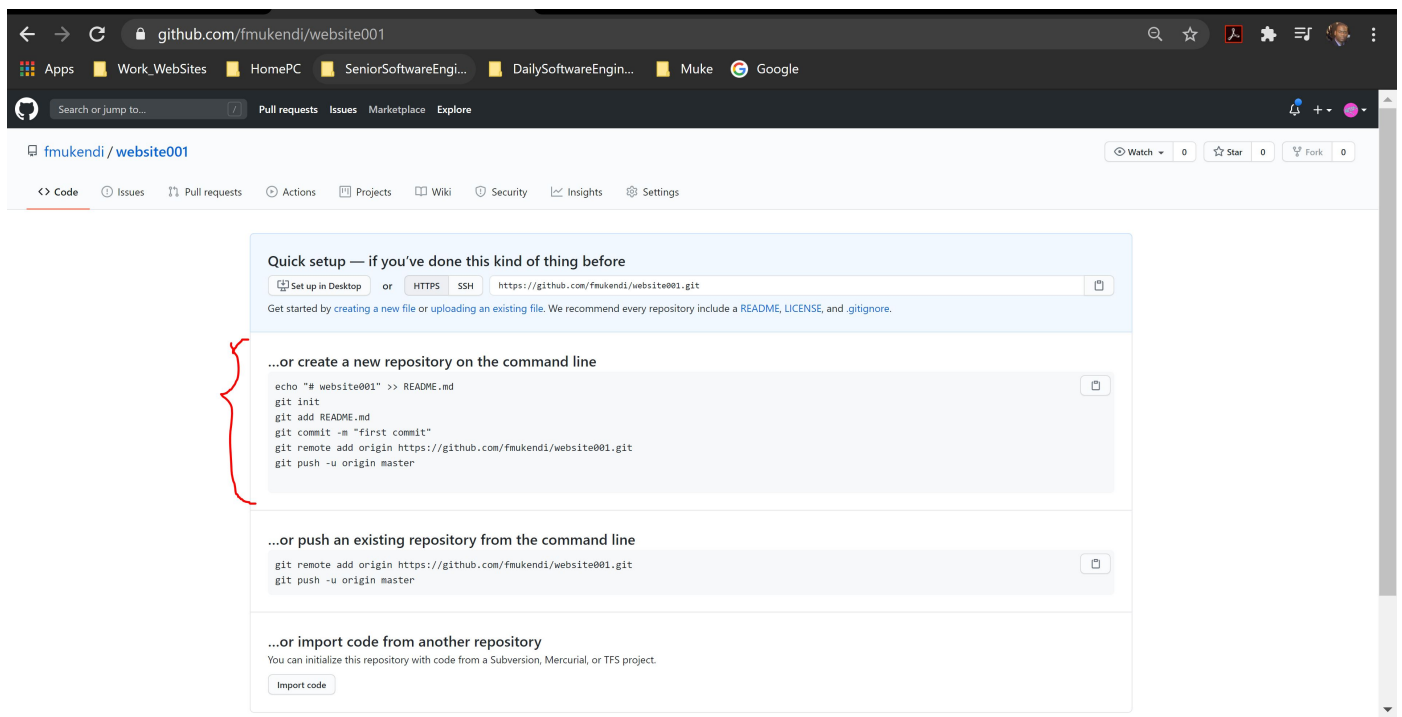 github.com/fmukendi/website001
Apps Work_WebSites HomePC SeniorSoftwareEngi... DailySoftwareEngin... Muke Google
Search or jump to... / Pull requests Issues Marketplace Explore
fmukendi / website001 Watch 0 Star 0 Fork 0
Code Issues Pull requests Actions Projects Wiki Security Insights Settings
Quick setup — if you've done this kind of thing before
Set up in Desktop or HTTPS SSH https://github.com/fmukendi/website001.git
Get started by creating a new file or uploading an existing file. We recommend every repository include a README, LICENSE, and .gitignore.
...or create a new repository on the command line
echo "# website001" >> README.md
git init
git add README.md
git commit -m "first commit"
git remote add origin https://github.com/fmukendi/website001.git
git push -u origin master
...or push an existing repository from the command line
git remote add origin https://github.com/fmukendi/website001.git
git push -u origin master
...or import code from another repository
You can initialize this repository with code from a Subversion, Mercurial, or TFS project.
Import code